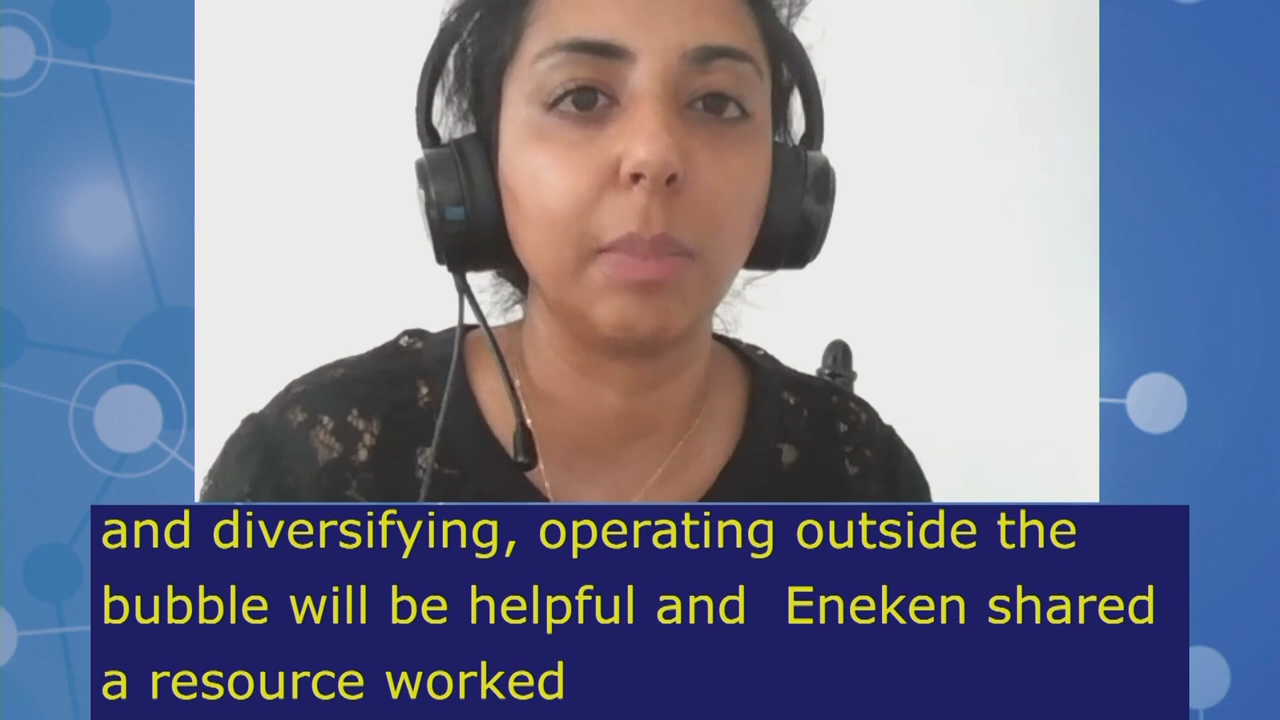 and diversifying, operating outside the
bubble will be helpful and  Eneken shared
a resource worked